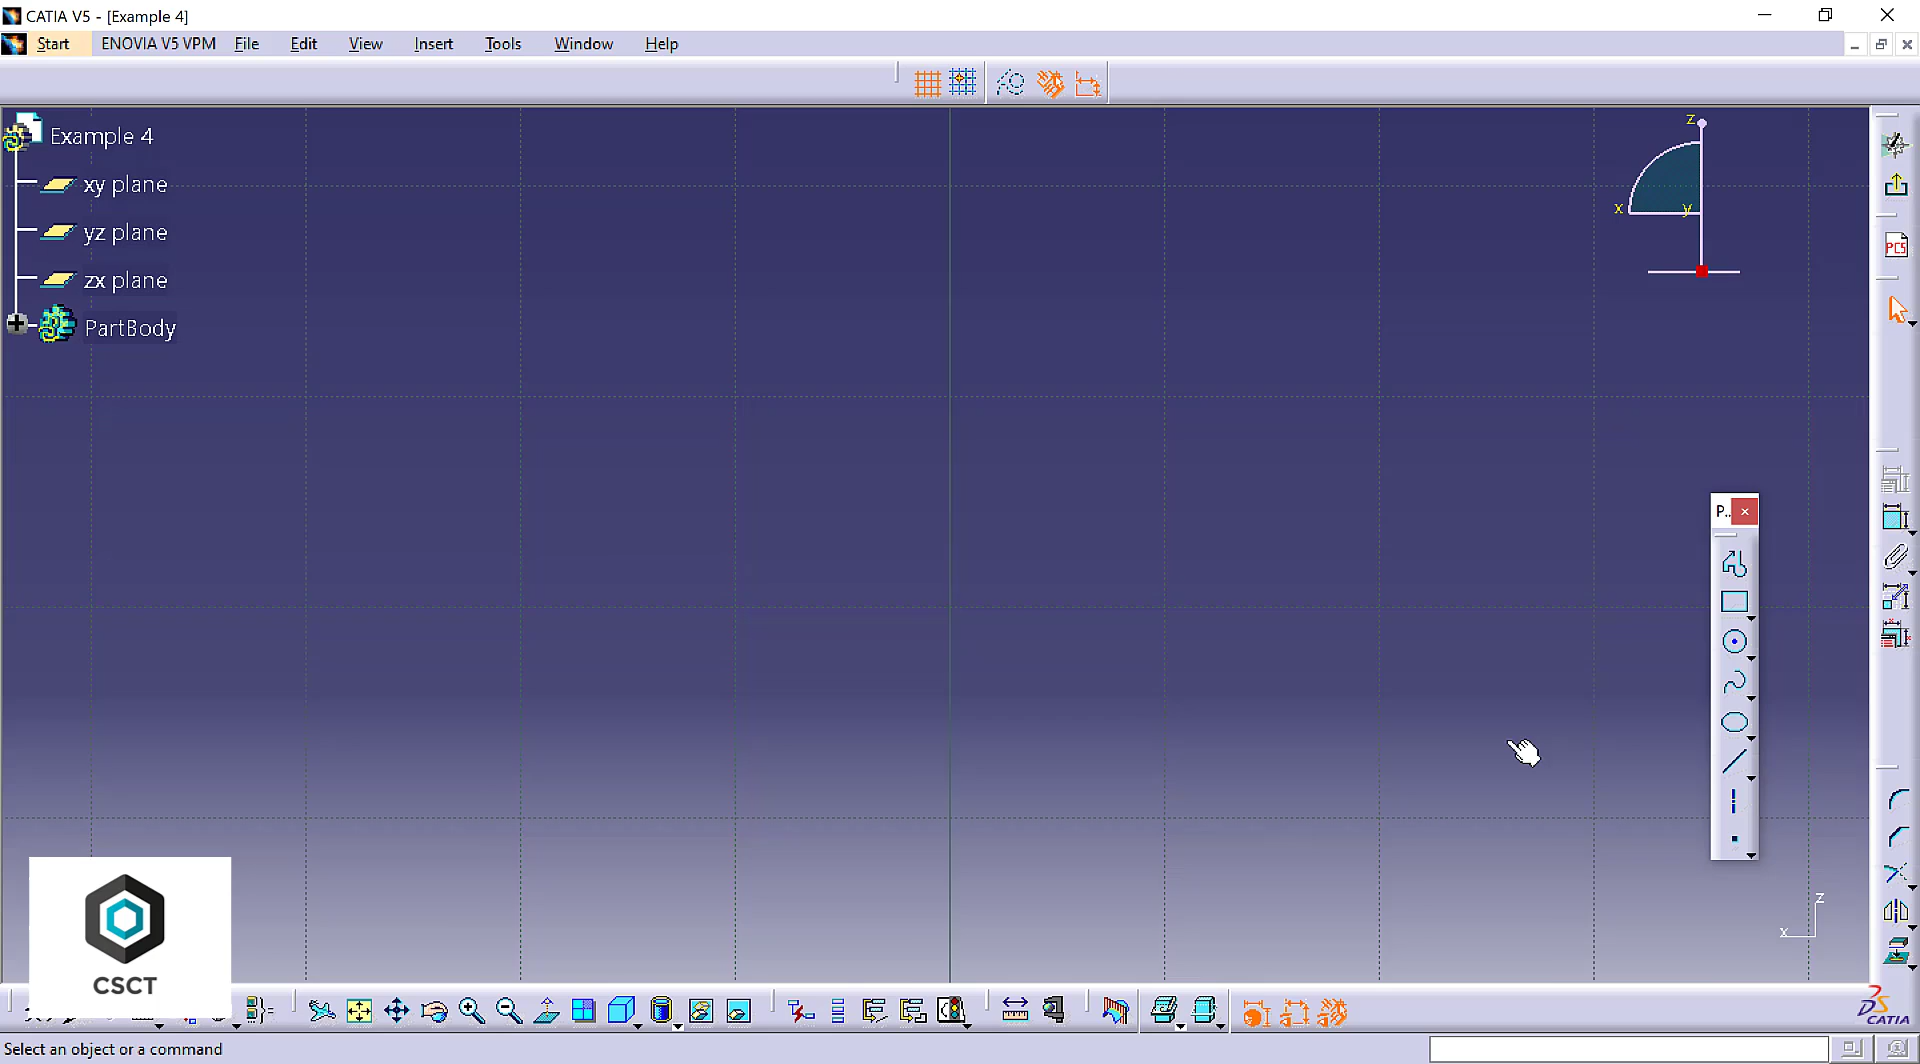 CATIA V5 - [Example 4]
Start ENOVIA V5 VPM File Edit View Insert Tools Window Help
Example 4
xy plane
yz plane
zx plane
PartBody
z
x
y
PCS
P..
z
x
CSCT
CATIA
Select an object or a command